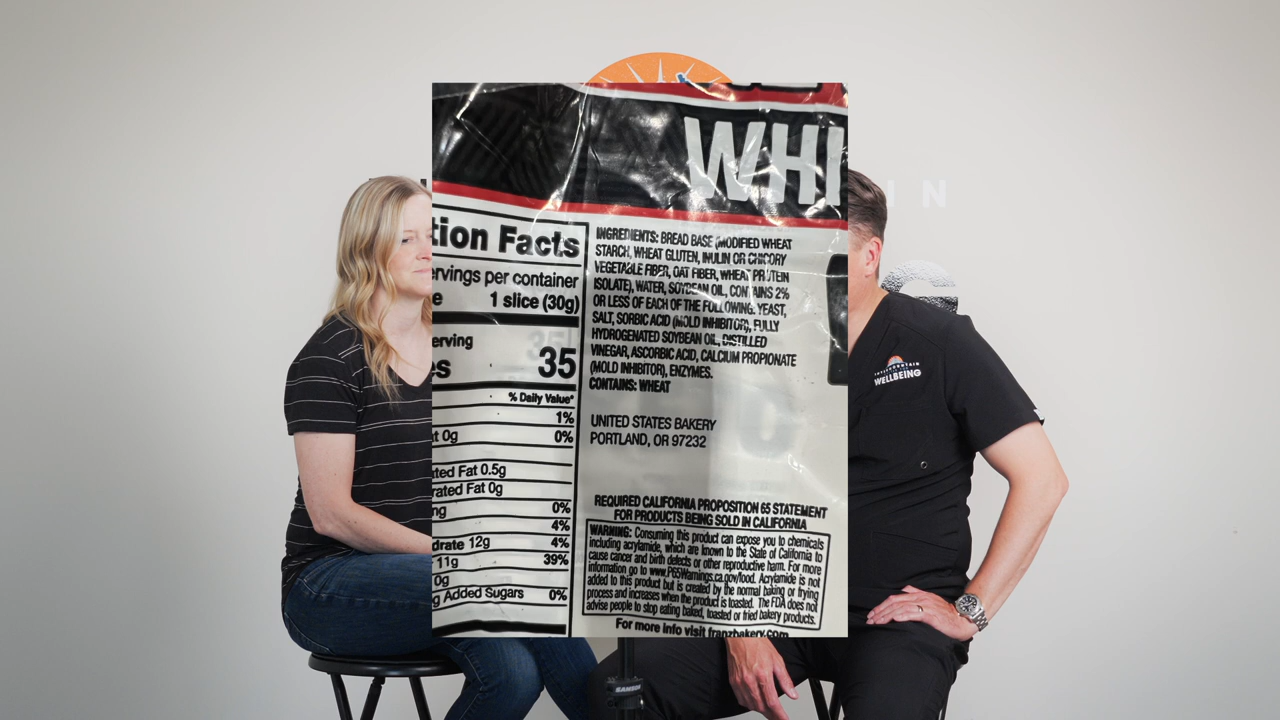 WHI
tion Facts
ervings per container
e 1 slice (30g)
erving
es 35
% Daily Value*
1%
t 0g 0%
ted Fat 0.5g
rated Fat 0g
ng 0%
4%
drate 12g 4%
11g 39%
0g
g Added Sugars 0%
INGREDIENTS: BREAD BASE (MODIFIED WHEAT
STARCH, WHEAT GLUTEN, INULIN OR CHICORY
VEGETABLE FIBER, OAT FIBER, WHEAT PROTEIN
ISOLATE), WATER, SOYBEAN OIL, CONTAINS 2%
OR LESS OF EACH OF THE FOLLOWING: YEAST,
SALT, SORBIC ACID (MOLD INHIBITOR), FULLY
HYDROGENATED SOYBEAN OIL, DISTILLED
VINEGAR, ASCORBIC ACID, CALCIUM PROPIONATE
(MOLD INHIBITOR), ENZYMES.
CONTAINS: WHEAT
UNITED STATES BAKERY
PORTLAND, OR 97232
REQUIRED CALIFORNIA PROPOSITION 65 STATEMENT
FOR PRODUCTS BEING SOLD IN CALIFORNIA
WARNING: Consuming this product can expose you to chemicals
including acrylamide, which are known to the State of California to
cause cancer and birth defects or other reproductive harm. For more
information go to www.P65Warnings.ca.gov/food. Acrylamide is not
added to this product but is created by the normal baking or frying
process and increases when the product is toasted. The FDA does not
advise people to stop eating baked, toasted or fried bakery products.
For more info visit franzbakery.com
IN
G
WELLBEING
SAMSON